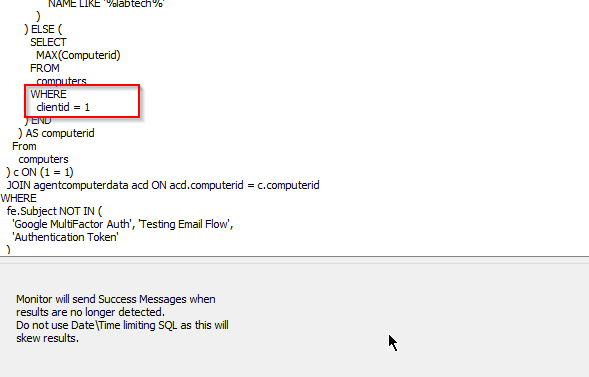 NAME LIKE '%labtech%'
)
) ELSE (
SELECT
MAX(Computerid)
FROM
computers
WHERE
clientid = 1
) END
) AS computerid
From
computers
) c ON (1 = 1)
JOIN agentcomputerdata acd ON acd.computerid = c.computerid
WHERE
fe.Subject NOT IN (
'Google MultiFactor Auth', 'Testing Email Flow',
'Authentication Token'
)
Monitor will send Success Messages when
results are no longer detected.
Do not use Date\Time limiting SQL as this will
skew results.